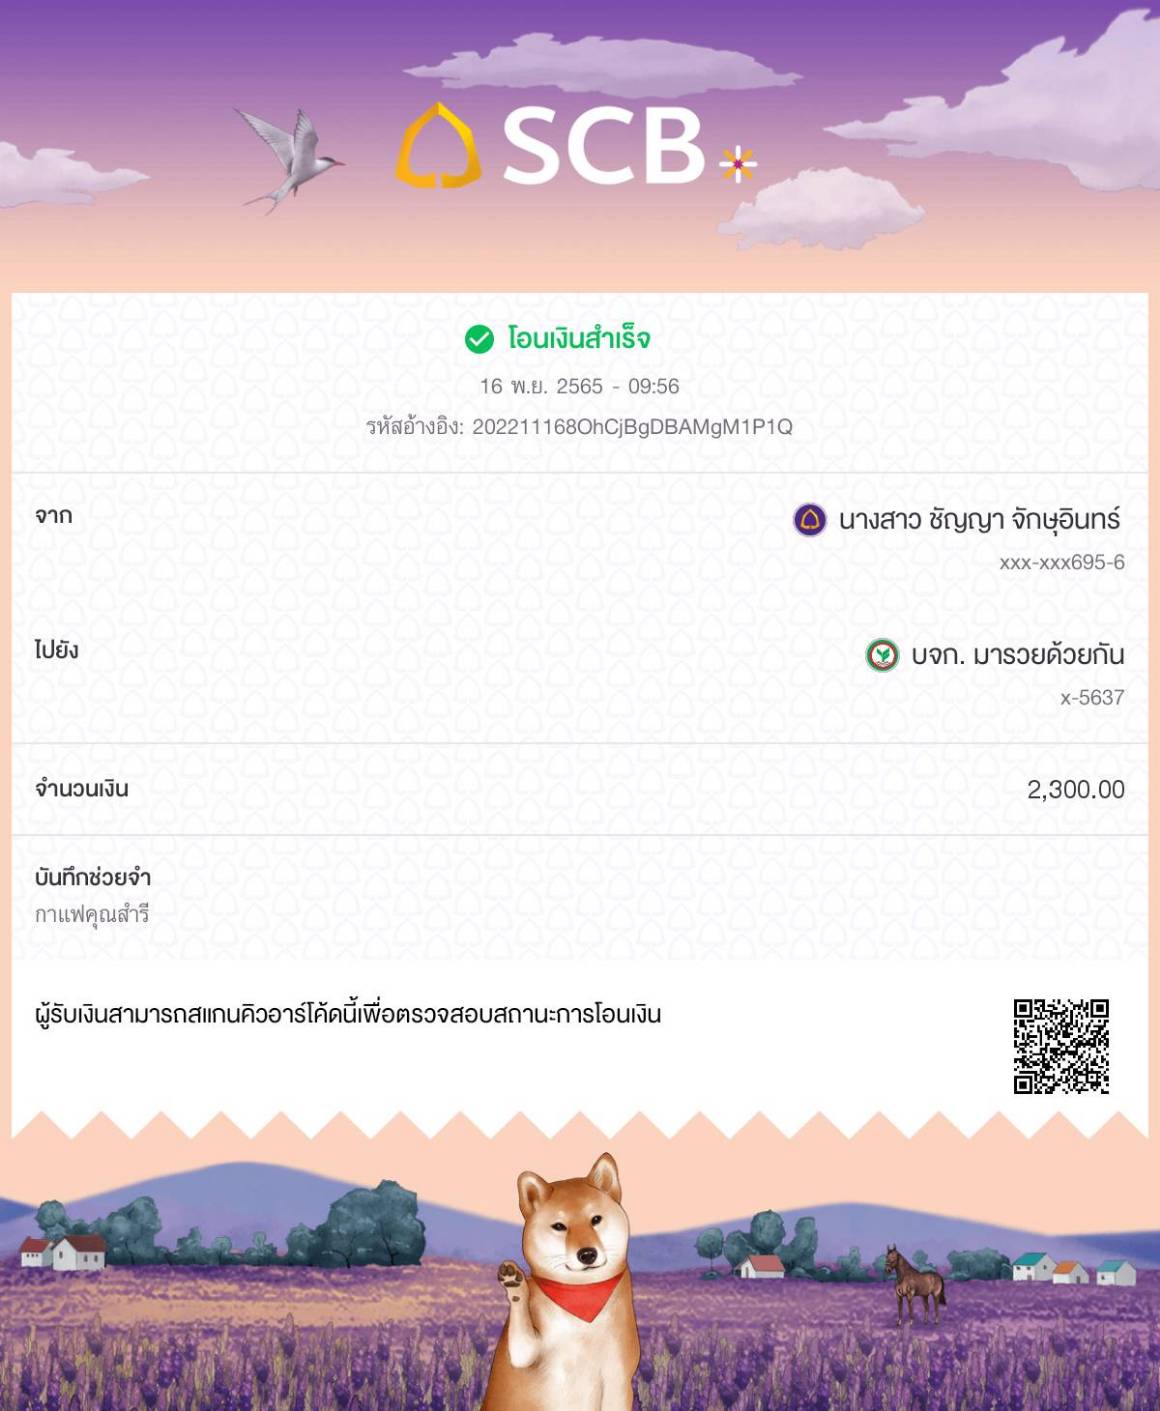 SCB
โอนเงินสำเร็จ
16 พ.ย. 2565 - 09:56
รหัสอ้างอิง: 202211168OhCjBgDBAMgM1P1Q
จาก
นางสาว ชัญญา จักษุอินทร์
xxx-xxx695-6
ไปยัง
บจก. มารวยด้วยกัน
x-5637
จำนวนเงิน
2,300.00
บันทึกช่วยจำ
กาแฟคุณสำรี
ผู้รับเงินสามารถสแกนคิวอาร์โค้ดนี้เพื่อตรวจสอบสถานะการโอนเงิน